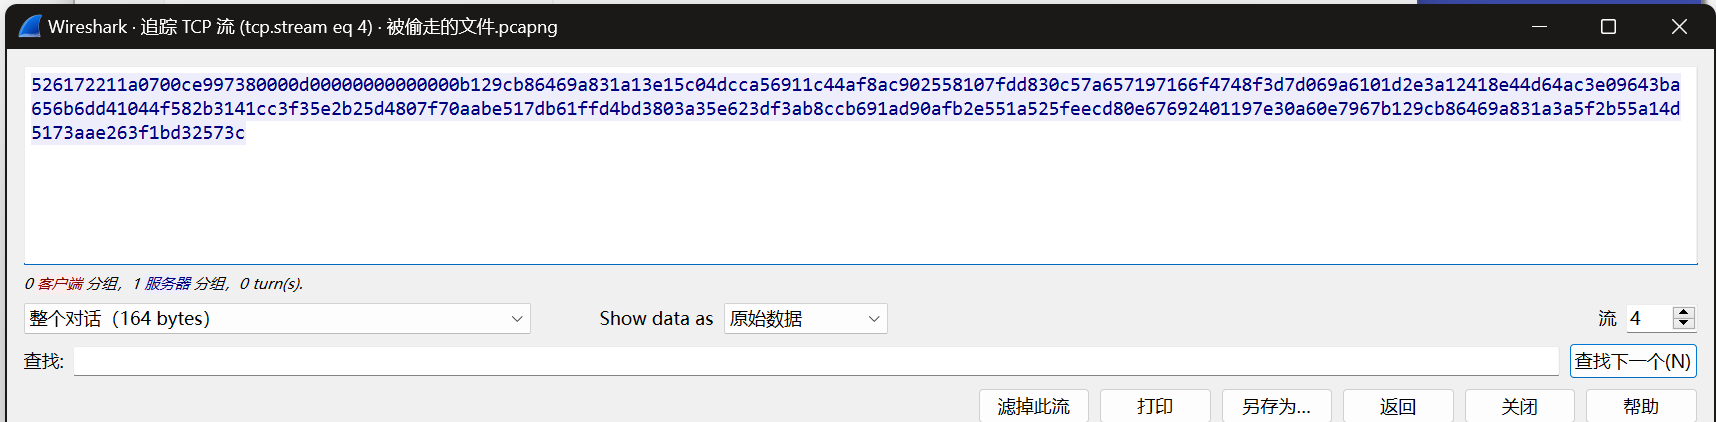 Wireshark · 追踪 TCP 流 (tcp.stream eq 4) · 被偷走的文件.pcapng
526172211a0700ce997380000d00000000000000b129cb86469a831a13e15c04dcca56911c44af8ac902558107fdd830c57a657197166f4748f3d7d069a6101d2e3a12418e44d64ac3e09643ba
656b6dd41044f582b3141cc3f35e2b25d4807f70aabe517db61ffd4bd3803a35e623df3ab8ccb691ad90afb2e551a525feecd80e67692401197e30a60e7967b129cb86469a831a3a5f2b55a14d
5173aae263f1bd32573c
0 客户端 分组，1 服务器 分组，0 turn(s).
整个对话（164 bytes） Show data as 原始数据 流 4
查找: 查找下一个(N)
滤掉此流 打印 另存为... 返回 关闭 帮助